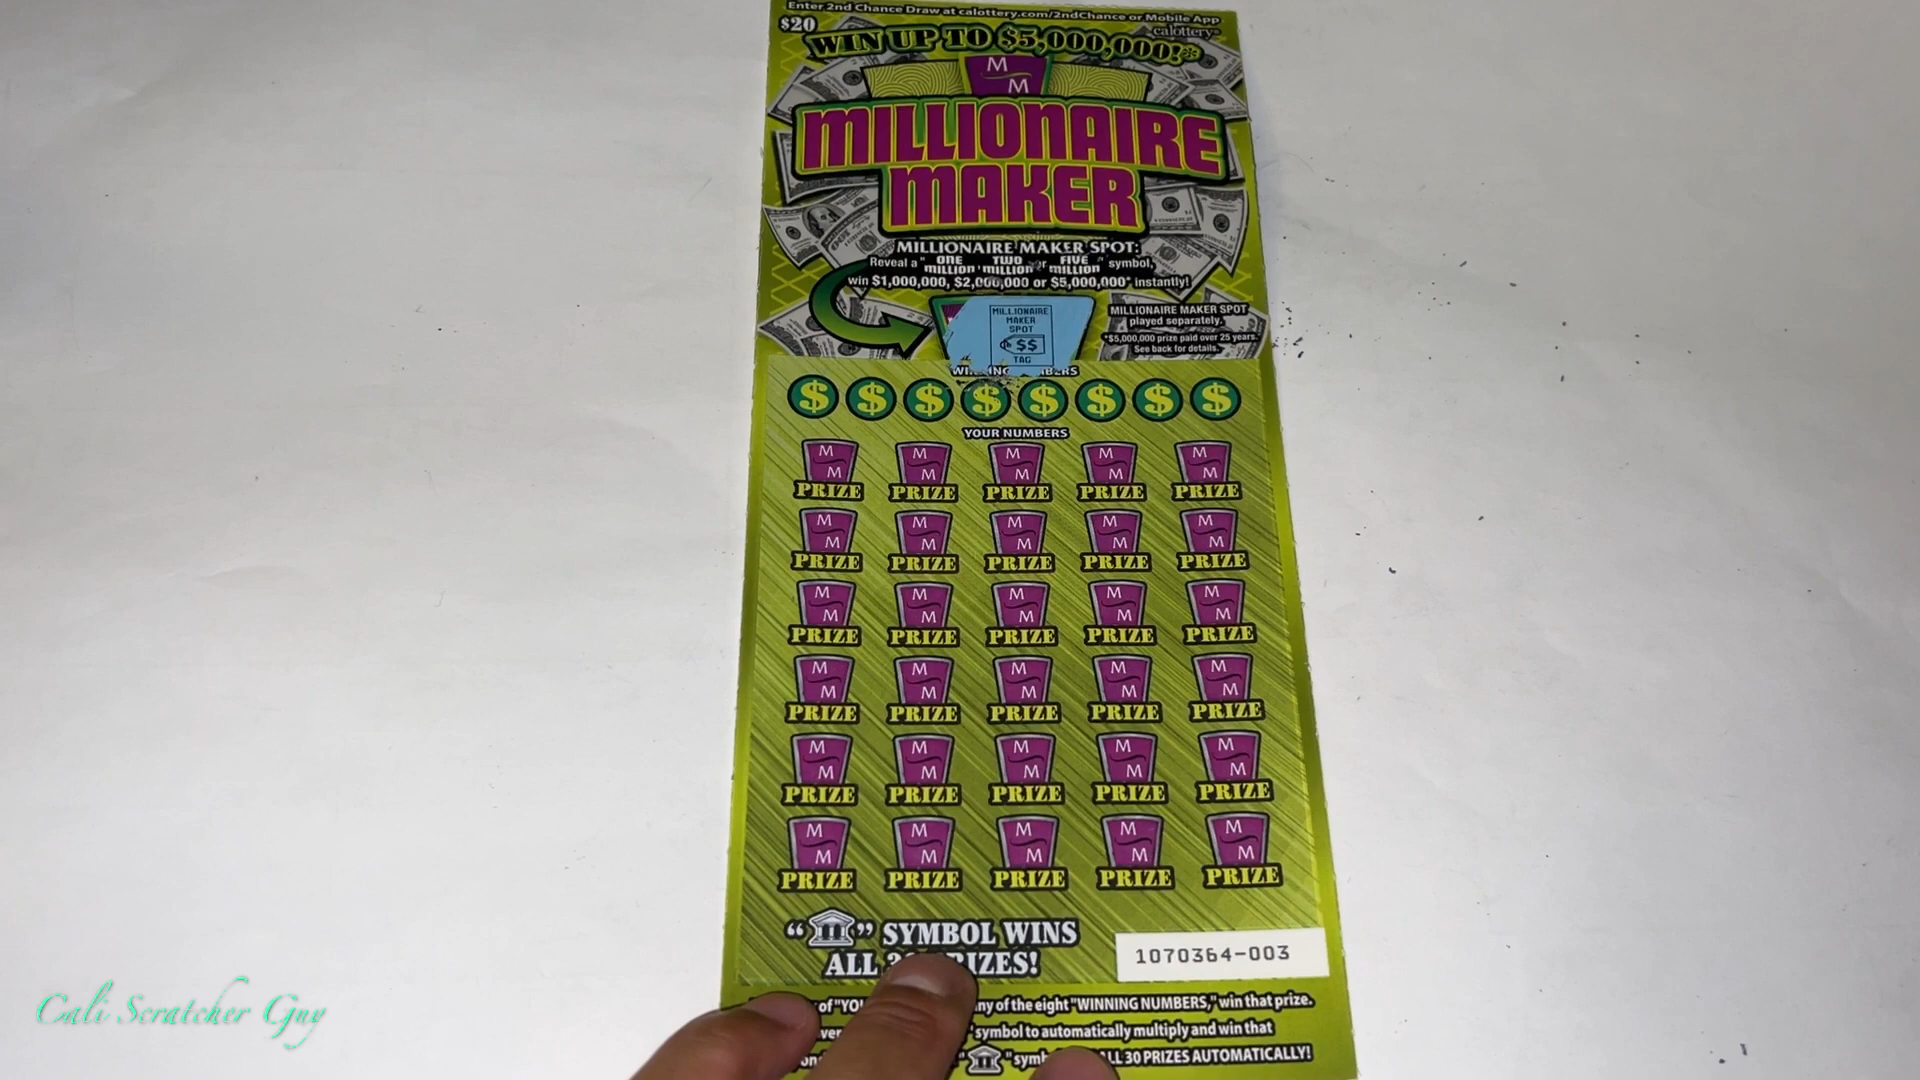 Enter 2nd Chance Draw at calottery.com/2ndChance or Mobile App
$20
calottery
WIN UP TO $5,000,000!*
M M
MILLIONAIRE
MAKER
MILLIONAIRE MAKER SPOT:
Reveal a "ONE MILLION", "TWO MILLION" or "FIVE MILLION" symbol,
win $1,000,000, $2,000,000 or $5,000,000* instantly!
MILLIONAIRE
MAKER
SPOT
$$
TAG
MILLIONAIRE MAKER SPOT
played separately.
*$5,000,000 prize paid over 25 years.
See back for details.
$ $ $ $ $ $ $ $
YOUR NUMBERS
M M M M M
M M M M M
PRIZE PRIZE PRIZE PRIZE PRIZE
M M M M M
M M M M M
PRIZE PRIZE PRIZE PRIZE PRIZE
M M M M M
M M M M M
PRIZE PRIZE PRIZE PRIZE PRIZE
M M M M M
M M M M M
PRIZE PRIZE PRIZE PRIZE PRIZE
M M M M M
M M M M M
PRIZE PRIZE PRIZE PRIZE PRIZE
M M M M M
M M M M M
PRIZE PRIZE PRIZE PRIZE PRIZE
" " SYMBOL WINS
ALL PRIZES!
1070364-003
of the eight "WINNING NUMBERS," win that prize.
symbol to automatically multiply and win that
ALL 30 PRIZES AUTOMATICALLY!
Cali Scratcher Guy